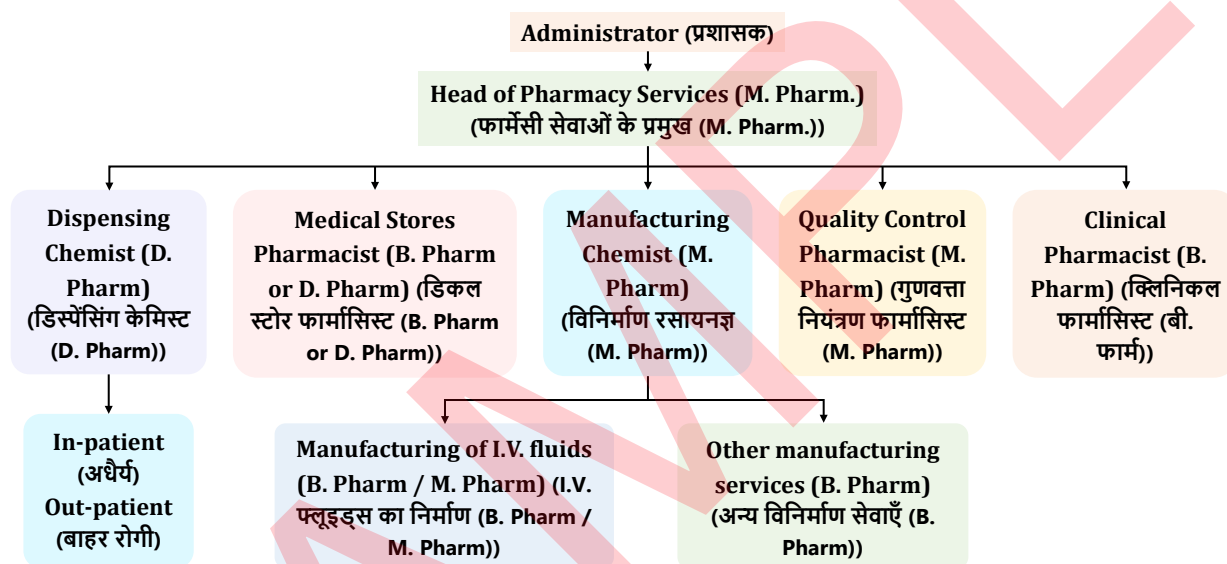 Administrator (प्रशासक)
Head of Pharmacy Services (M. Pharm.)
(फार्मेसी सेवाओं के प्रमुख (M. Pharm.))
Dispensing
Chemist (D.
Pharm)
(डिस्पेंसिंग केमिस्ट
(D. Pharm))
Medical Stores
Pharmacist (B. Pharm
or D. Pharm) (डिकल
स्टोर फार्मासिस्ट (B. Pharm
or D. Pharm))
Manufacturing
Chemist (M.
Pharm)
(विनिर्माण रसायनज्ञ
(M. Pharm))
Quality Control
Pharmacist (M.
Pharm) (गुणवत्ता
नियंत्रण फार्मासिस्ट
(M. Pharm))
Clinical
Pharmacist (B.
Pharm) (क्लिनिकल
फार्मासिस्ट (बी.
फार्म))
In-patient
(अधैर्य)
Out-patient
(बाहर रोगी)
Manufacturing of I.V. fluids
(B. Pharm / M. Pharm) (I.V.
फ्लूइड्स का निर्माण (B. Pharm /
M. Pharm))
Other manufacturing
services (B. Pharm)
(अन्य विनिर्माण सेवाएँ (B.
Pharm))